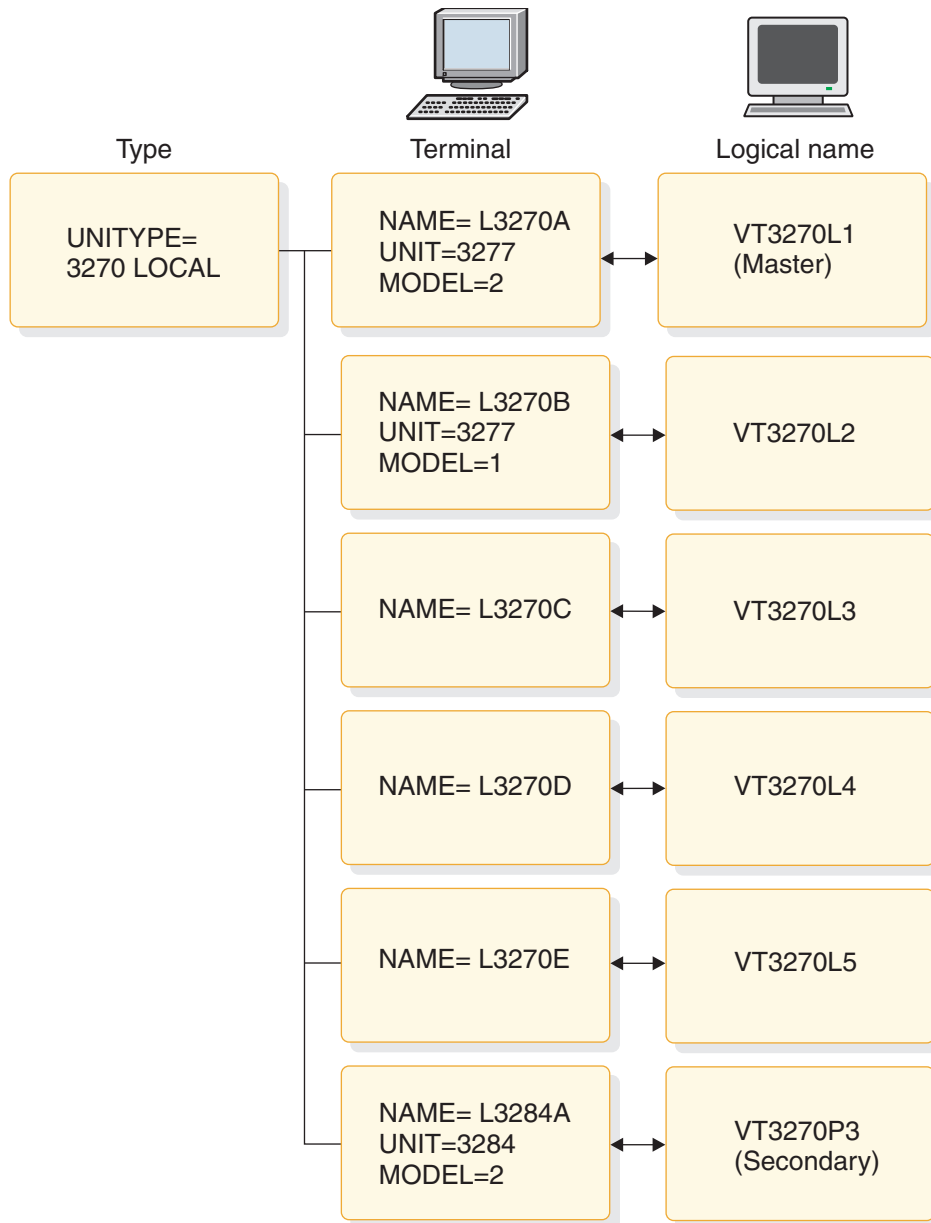 Type
Terminal
Logical name
UNITYPE=
3270 LOCAL
NAME= L3270A
UNIT=3277
MODEL=2
VT3270L1
(Master)
NAME= L3270B
UNIT=3277
MODEL=1
VT3270L2
NAME= L3270C
VT3270L3
NAME= L3270D
VT3270L4
NAME= L3270E
VT3270L5
NAME= L3284A
UNIT=3284
MODEL=2
VT3270P3
(Secondary)